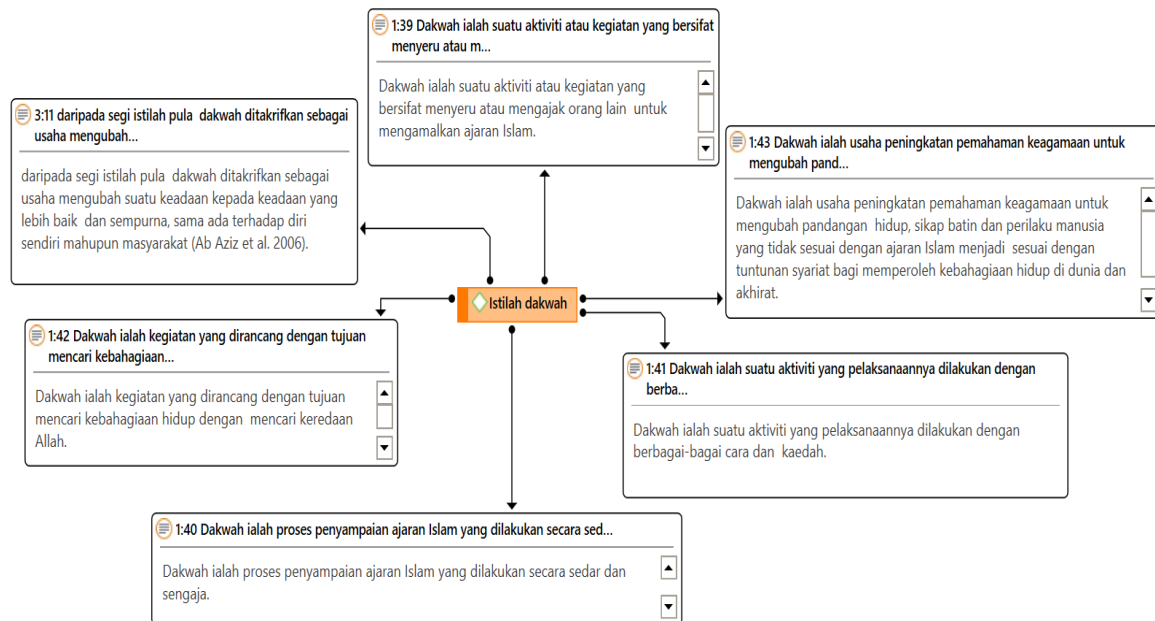 1:39 Dakwah ialah suatu aktiviti atau kegiatan yang bersifat
menyeru atau m...
Dakwah ialah suatu aktiviti atau kegiatan yang
bersifat menyeru atau mengajak orang lain untuk
mengamalkan ajaran Islam.
3:11 daripada segi istilah pula dakwah ditakrifkan sebagai
usaha mengubah...
daripada segi istilah pula dakwah ditakrifkan sebagai
usaha mengubah suatu keadaan kepada keadaan yang
lebih baik dan sempurna, sama ada terhadap diri
sendiri mahupun masyarakat (Ab Aziz et al. 2006).
1:43 Dakwah ialah usaha peningkatan pemahaman keagamaan untuk
mengubah pand...
Dakwah ialah usaha peningkatan pemahaman keagamaan untuk
mengubah pandangan hidup, sikap batin dan perilaku manusia
yang tidak sesuai dengan ajaran Islam menjadi sesuai dengan
tuntunan syariat bagi memperoleh kebahagiaan hidup di dunia dan
akhirat.
Istilah dakwah
1:42 Dakwah ialah kegiatan yang dirancang dengan tujuan
mencari kebahagiaan...
Dakwah ialah kegiatan yang dirancang dengan tujuan
mencari kebahagiaan hidup dengan mencari keredaan
Allah.
1:41 Dakwah ialah suatu aktiviti yang pelaksanaannya dilakukan dengan
berba...
Dakwah ialah suatu aktiviti yang pelaksanaannya dilakukan dengan
berbagai-bagai cara dan kaedah.
1:40 Dakwah ialah proses penyampaian ajaran Islam yang dilakukan secara sed...
Dakwah ialah proses penyampaian ajaran Islam yang dilakukan secara sedar dan
sengaja.